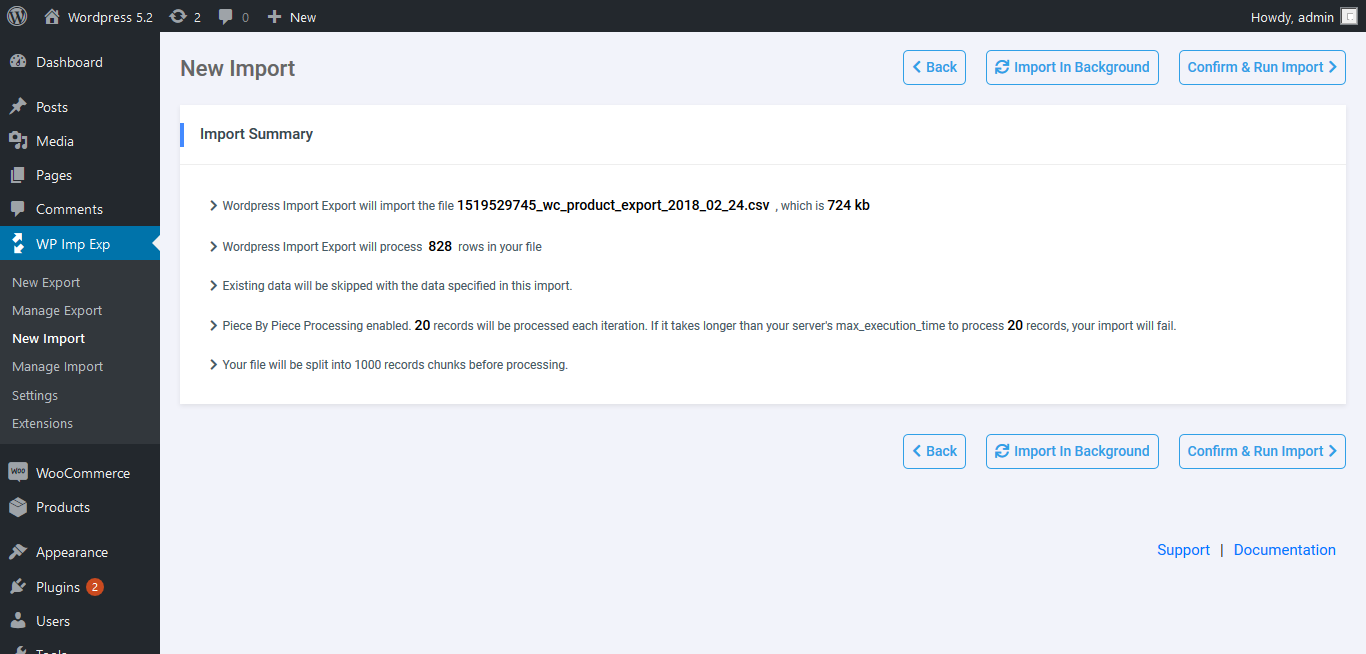 Wordpress 5.2 2 0 New Howdy, admin
Dashboard
Posts
Media
Pages
Comments
WP Imp Exp
New Export
Manage Export
New Import
Manage Import
Settings
Extensions
Woo WooCommerce
Products
Appearance
Plugins 2
Users
New Import
Back Import In Background Confirm & Run Import
Import Summary
Wordpress Import Export will import the file 1519529745_wc_product_export_2018_02_24.csv , which is 724 kb
Wordpress Import Export will process 828 rows in your file
Existing data will be skipped with the data specified in this import.
Piece By Piece Processing enabled. 20 records will be processed each iteration. If it takes longer than your server's max_execution_time to process 20 records, your import will fail.
Your file will be split into 1000 records chunks before processing.
Back Import In Background Confirm & Run Import
Support | Documentation